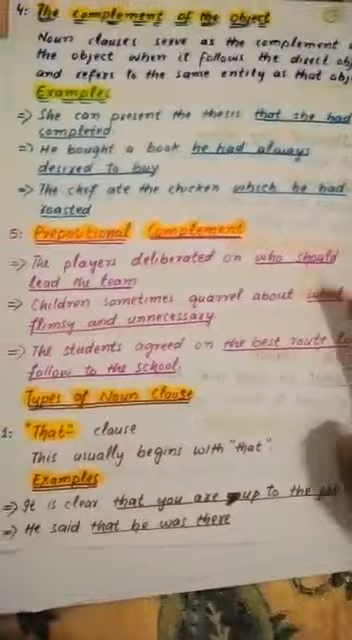 4: The complement of the object
Noun clauses serve as the complement
the object when it follows the direct
and refers to the same entity as that
Examples
=> She can present the thesis that she had
completed
=> He bought a book he had always
desired to buy
=> The chef ate the chicken which he had
roasted
5: Prepositional Complement
=> The players deliberated on who should
lead the team
=> Children sometimes quarrel about
flimsy and unnecessary
=> The students agreed on the best route
follow to the school.
Types of Noun Clause
1: "That" clause
This usually begins with "that".
Examples
=> It is clear that you are up to the
=> He said that he was there